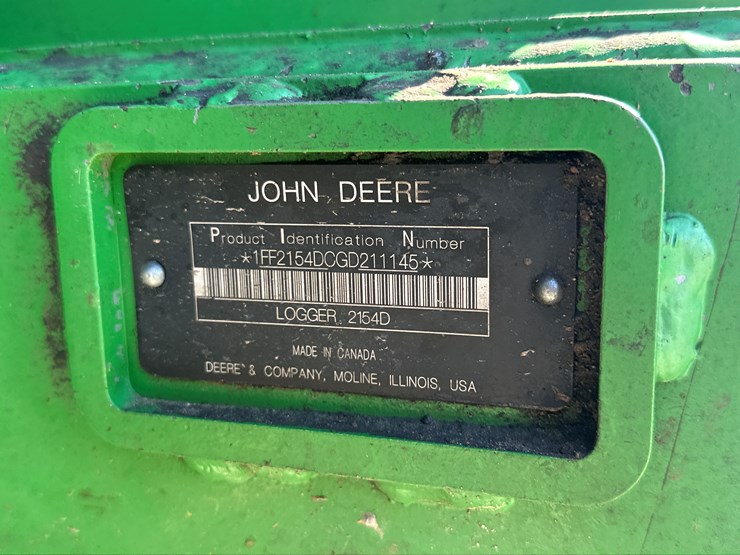 JOHN DEERE
Product Identification Number
*1FF2154DCGD211145*
LOGGER 2154D
MADE IN CANADA
DEERE & COMPANY, MOLINE, ILLINOIS, USA